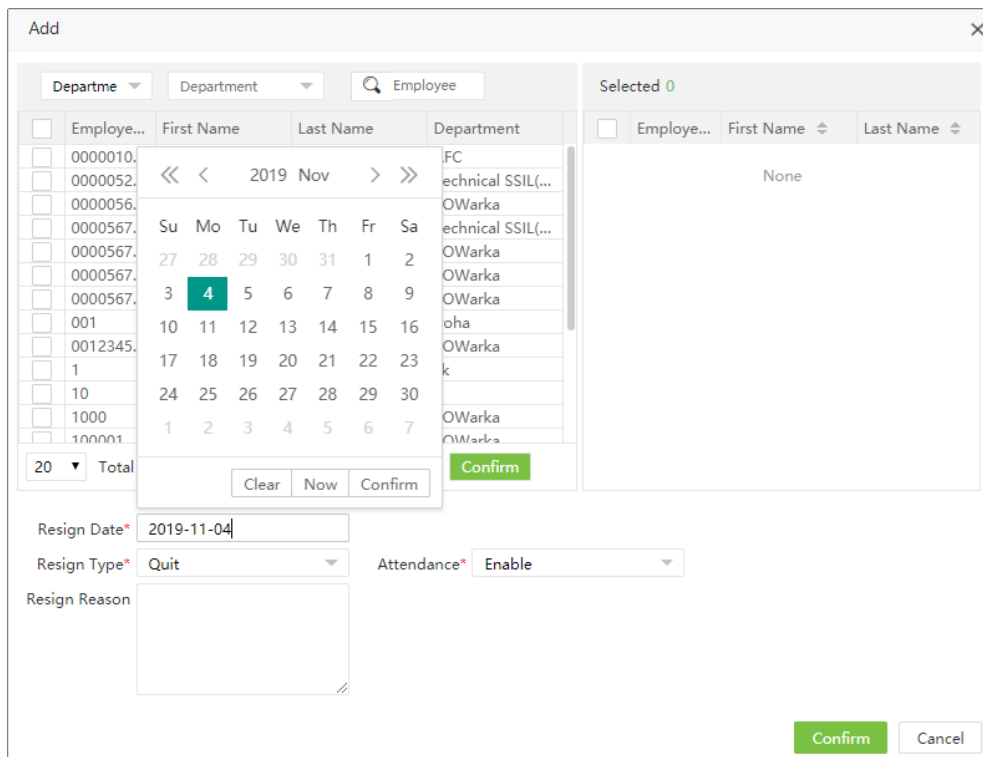 Add
Departme Department Employee
Selected 0
Employe... First Name Last Name Department
Employe... First Name Last Name
None
0000010.
0000052. echnical SSIL(...
0000056. OWarka
0000567. echnical SSIL(...
0000567. OWarka
0000567. OWarka
0000567. OWarka
001 oha
0012345. OWarka
1 k
10
1000 OWarka
100001 OWarka
2019 Nov
Su Mo Tu We Th Fr Sa
27 28 29 30 31 1 2
3 4 5 6 7 8 9
10 11 12 13 14 15 16
17 18 19 20 21 22 23
24 25 26 27 28 29 30
1 2 3 4 5 6 7
Clear Now Confirm
20 Total Confirm
Resign Date* 2019-11-04
Resign Type* Quit Attendance* Enable
Resign Reason
Confirm Cancel